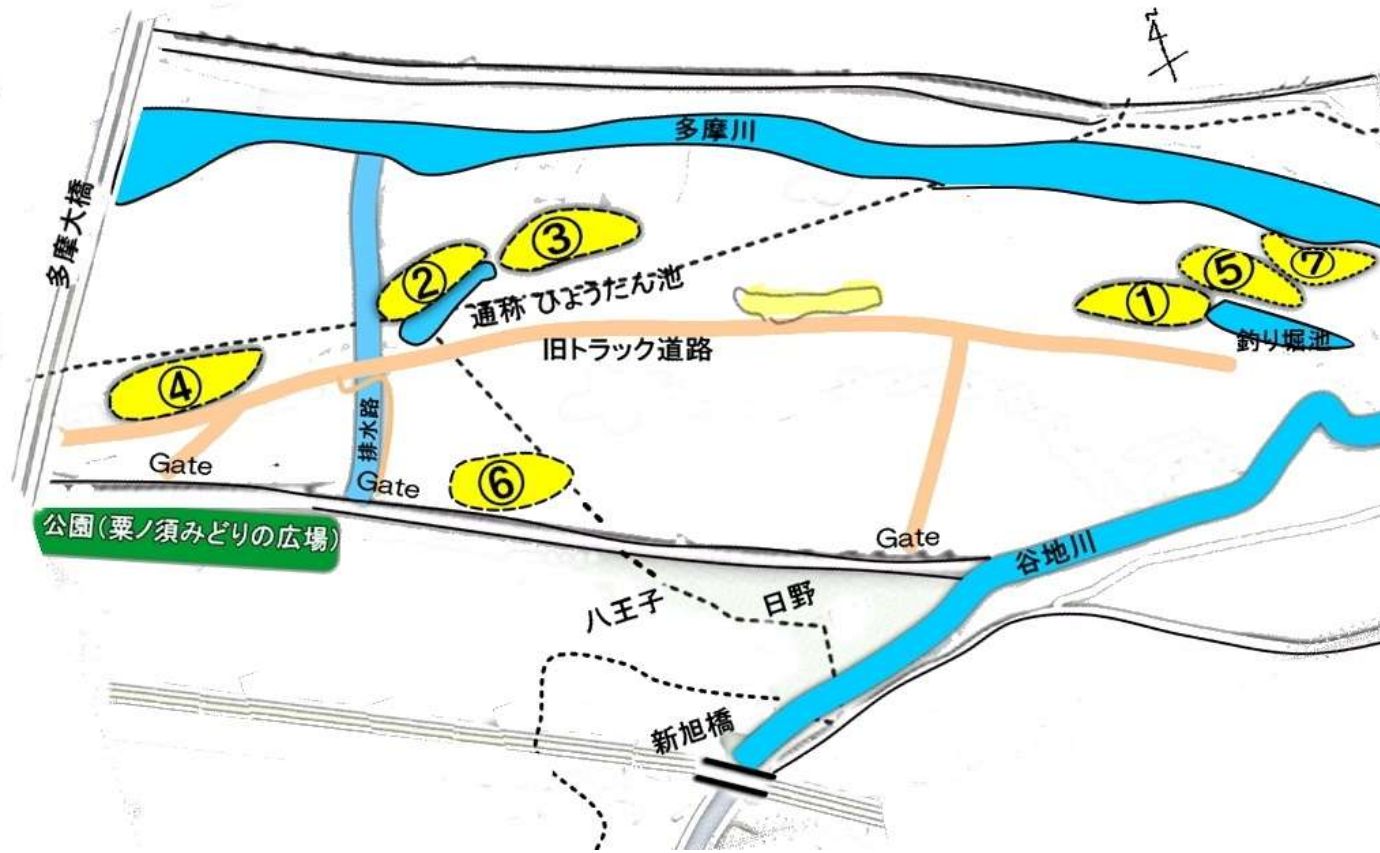 N
多摩川
多摩大橋
③
②
⑦
⑤
①
通称 ひょうだん池
釣り堀池
旧トラック道路
④
排水路
Gate
Gate
⑥
公園(粟ノ須みどりの広場)
Gate
谷地川
八王子
日野
新旭橋